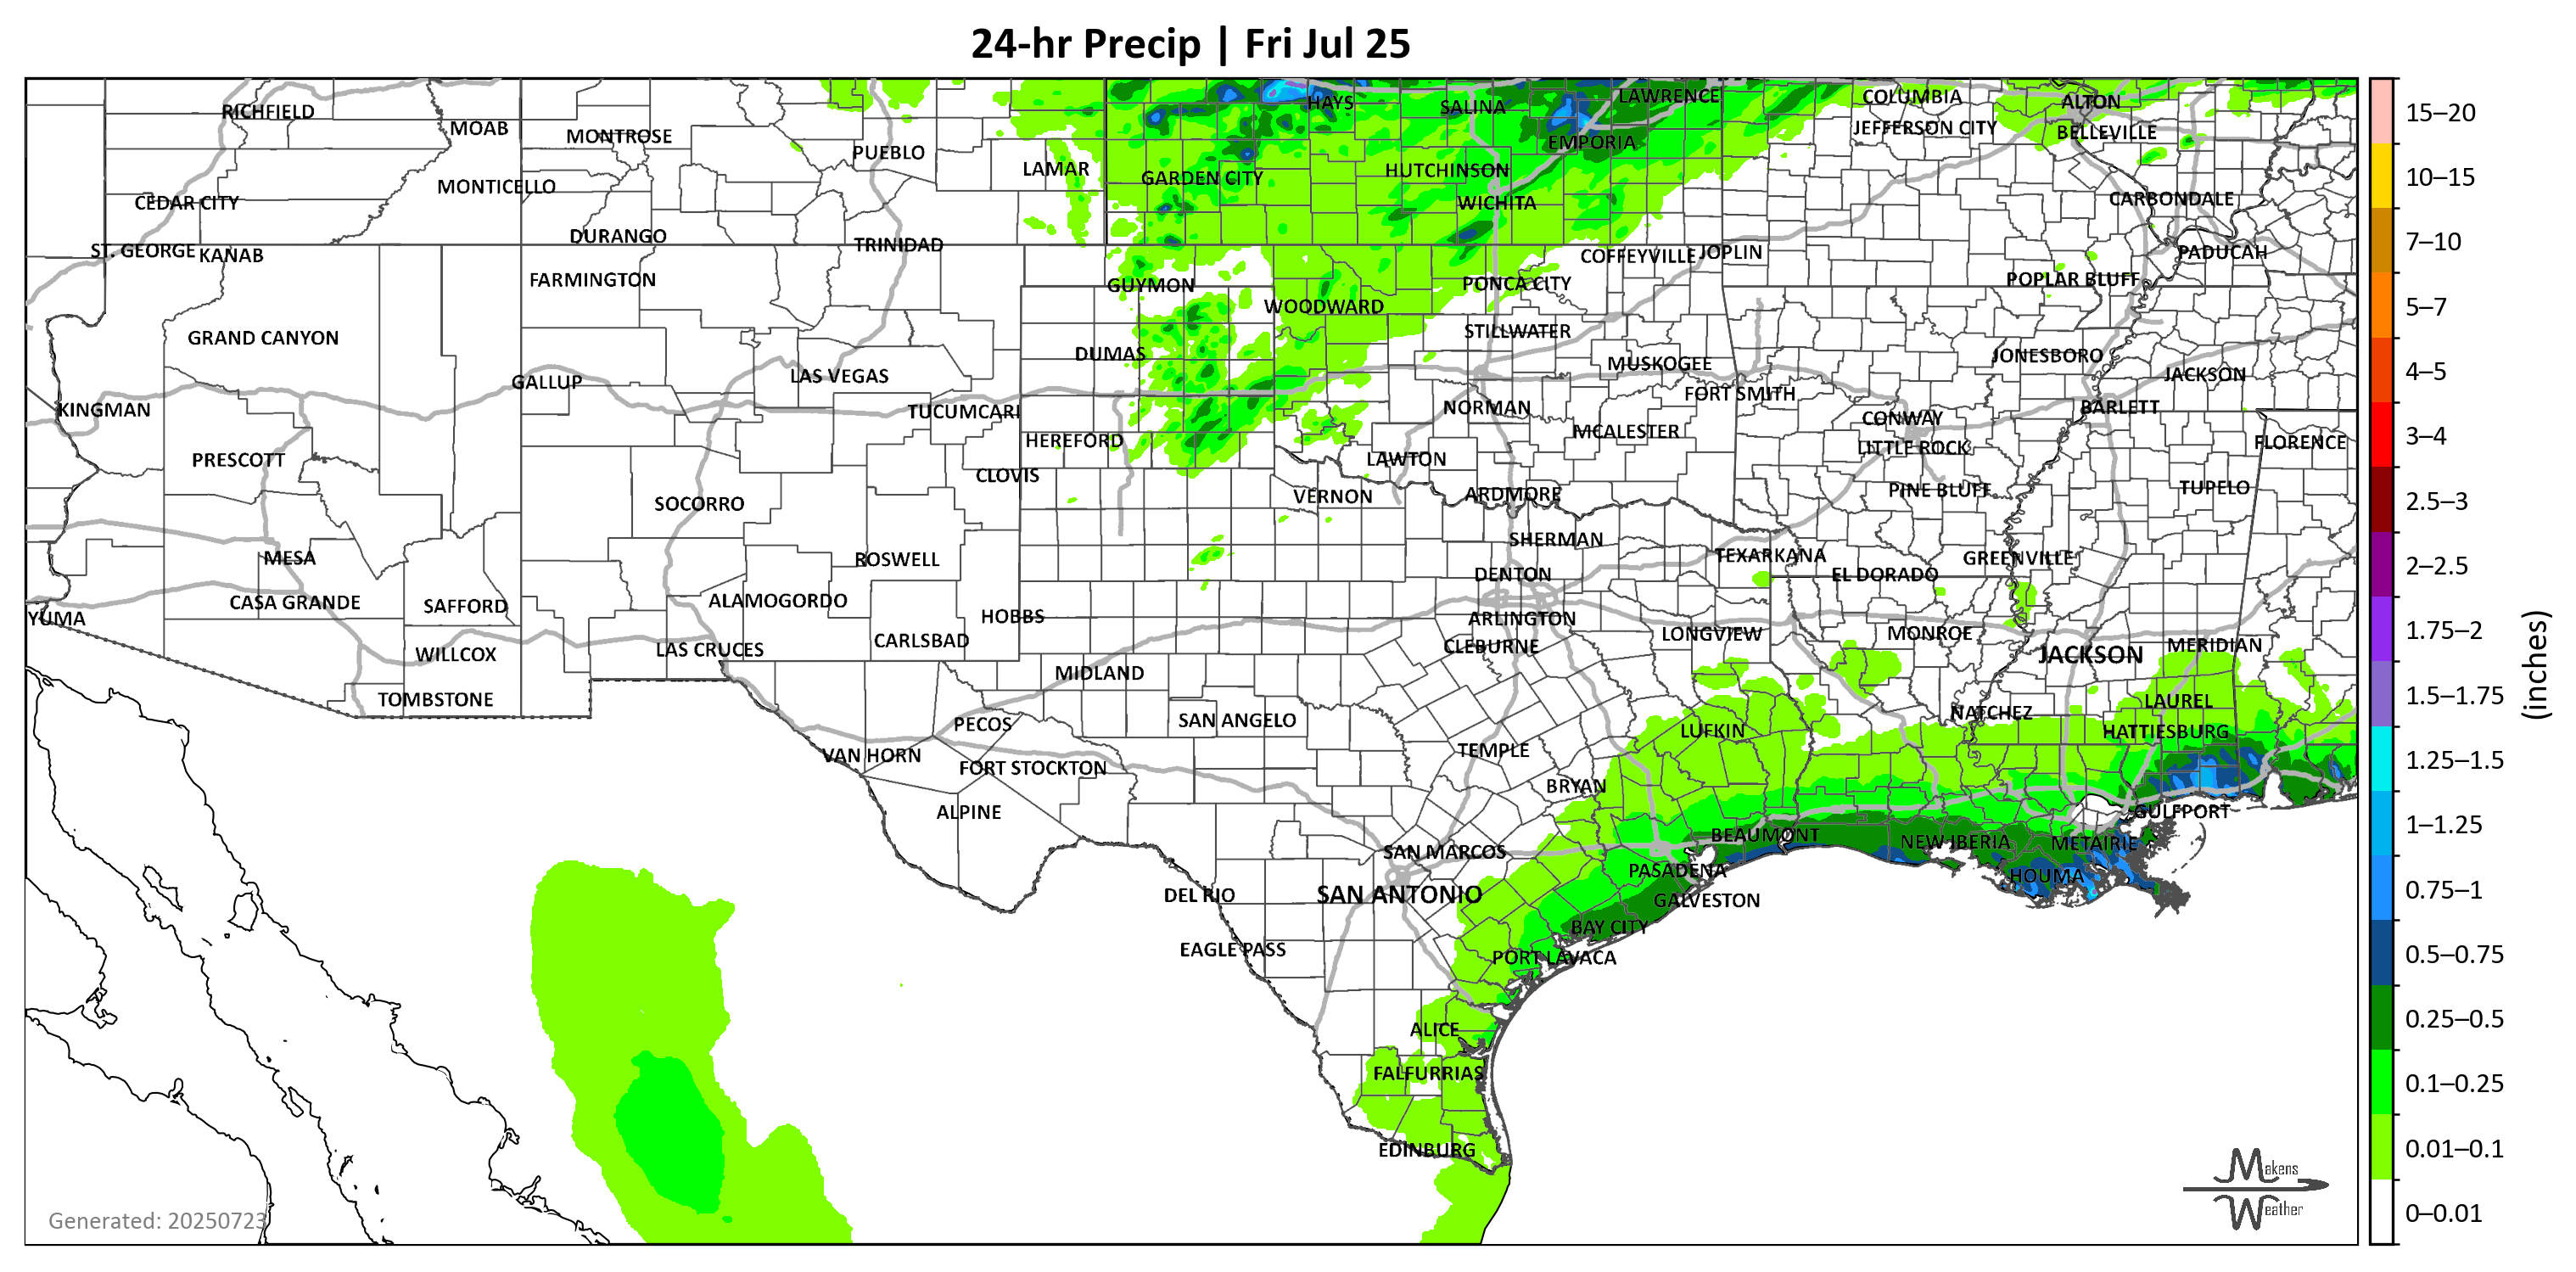 24-hr Precip | Fri Jul 25
RICHFIELD
MOAB
MONTROSE
PUEBLO
LAMAR
GARDEN CITY
HAYS
SALINA
LAWRENCE
EMPORIA
HUTCHINSON
WICHITA
COLUMBIA
JEFFERSON CITY
ALTON
BELLEVILLE
CARBONDALE
PADUCAH
CEDAR CITY
MONTICELLO
ST. GEORGE
KANAB
DURANGO
TRINIDAD
FARMINGTON
GUYMON
WOODWARD
PONCA CITY
COFFEYVILLE
JOPLIN
POPLAR BLUFF
GRAND CANYON
DUMAS
STILLWATER
MUSKOGEE
JONESBORO
JACKSON
GALLUP
LAS VEGAS
KINGMAN
TUCUMCARI
HEREFORD
NORMAN
FORT SMITH
CONWAY
BARLETT
MCALESTER
LITTLE ROCK
FLORENCE
PRESCOTT
CLOVIS
LAWTON
SOCORRO
VERNON
ARDMORE
PINE BLUFF
TUPELO
MESA
ROSWELL
SHERMAN
TEXARKANA
GREENVILLE
DENTON
EL DORADO
CASA GRANDE
SAFFORD
ALAMOGORDO
HOBBS
ARLINGTON
YUMA
WILLCOX
LAS CRUCES
CARLSBAD
CLEBURNE
LONGVIEW
MONROE
JACKSON
MERIDIAN
MIDLAND
TOMBSTONE
PECOS
SAN ANGELO
LUFKIN
NATCHEZ
LAUREL
HATTIESBURG
VAN HORN
FORT STOCKTON
TEMPLE
BRYAN
ALPINE
SAN MARCOS
BEAUMONT
NEW IBERIA
METAIRIE
GULFPORT
DEL RIO
SAN ANTONIO
PASADENA
GALVESTON
HOUMA
EAGLE PASS
BAY CITY
PORT LAVACA
ALICE
FALFURRIAS
EDINBURG
Generated: 20250723
Makens
Weather
15–20
10–15
7–10
5–7
4–5
3–4
2.5–3
2–2.5
1.75–2
1.5–1.75
1.25–1.5
1–1.25
0.75–1
0.5–0.75
0.25–0.5
0.1–0.25
0.01–0.1
0–0.01
(inches)